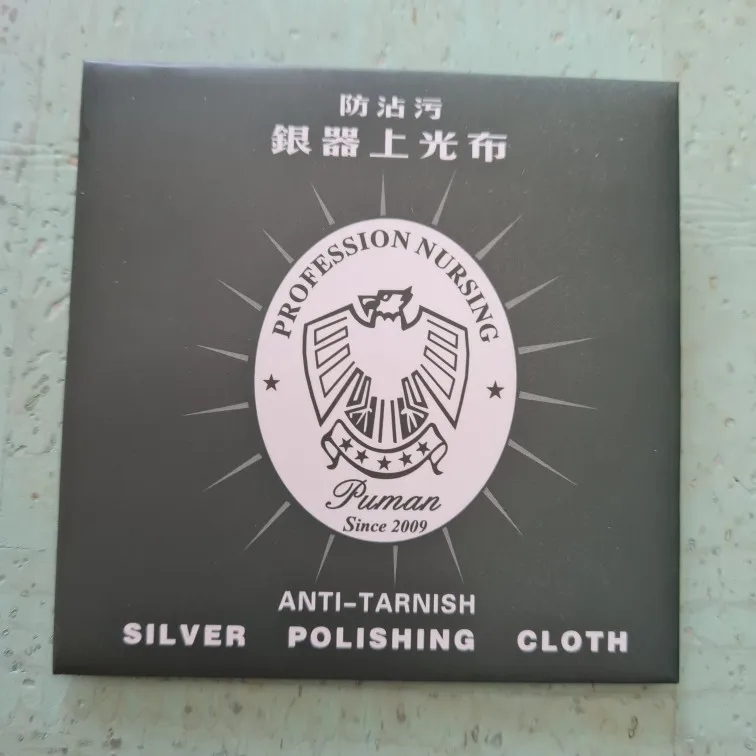 防沾污
銀器上光布
PROFESSION NURSING
Puman
Since 2009
ANTI-TARNISH
SILVER POLISHING CLOTH